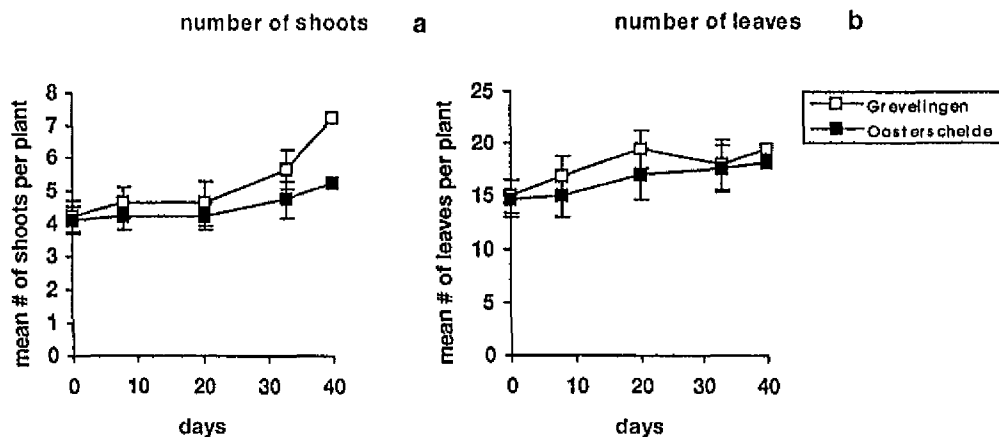 number of shoots a
mean # of shoots per plant
8
7
6
5
4
3
2
1
0
0 10 20 30 40
days
number of leaves b
mean # of leaves per plant
25
20
15
10
5
0
0 10 20 30 40
days
Grevelingen
Oosterschelde